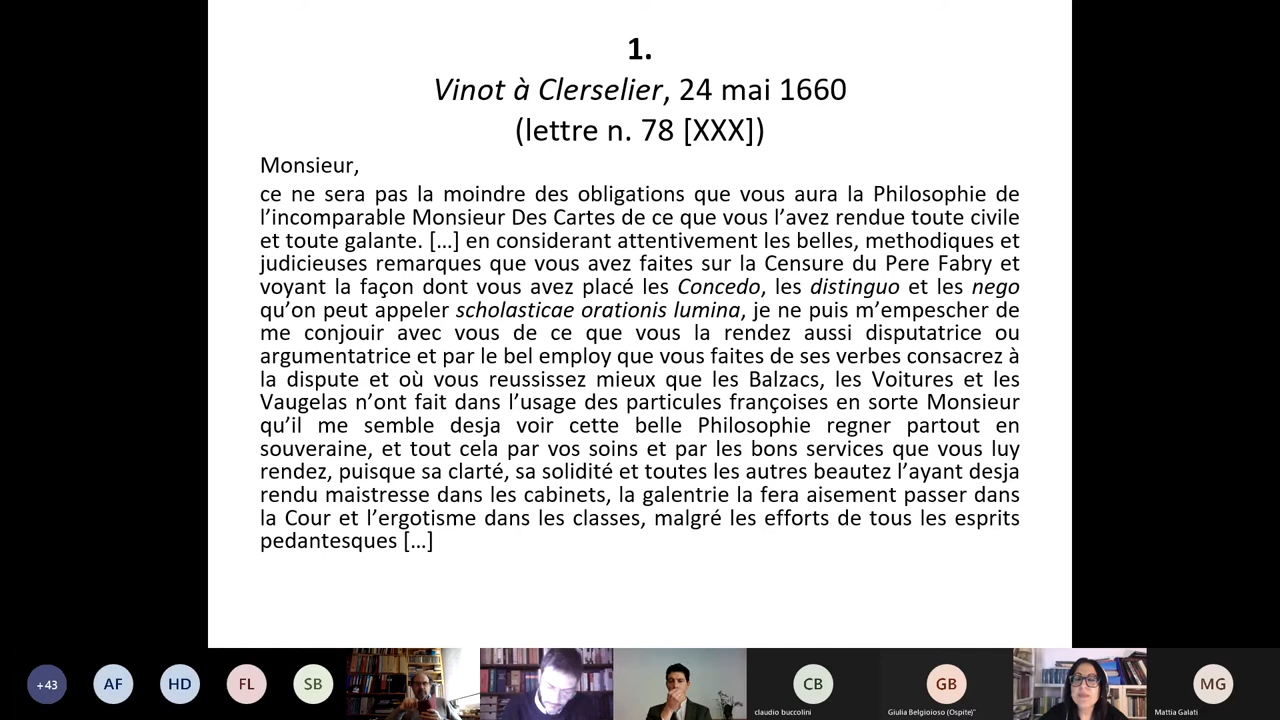 1.
Vinot à Clerselier, 24 mai 1660
(lettre n. 78 [XXX])
Monsieur,
ce ne sera pas la moindre des obligations que vous aura la Philosophie de
l’incomparable Monsieur Des Cartes de ce que vous l’avez rendue toute civile
et toute galante. […] en considerant attentivement les belles, methodiques et
judicieuses remarques que vous avez faites sur la Censure du Pere Fabry et
voyant la façon dont vous avez placé les Concedo, les distinguo et les nego
qu’on peut appeler scholasticae orationis lumina, je ne puis m’empescher de
me conjouir avec vous de ce que vous la rendez aussi disputatrice ou
argumentatrice et par le bel employ que vous faites de ses verbes consacrez à
la dispute et où vous reussissez mieux que les Balzacs, les Voitures et les
Vaugelas n’ont fait dans l’usage des particules françoises en sorte Monsieur
qu’il me semble desja voir cette belle Philosophie regner partout en
souveraine, et tout cela par vos soins et par les bons services que vous luy
rendez, puisque sa clarté, sa solidité et toutes les autres beautez l’ayant desja
rendu maistresse dans les cabinets, la galentrie la fera aisement passer dans
la Cour et l’ergotisme dans les classes, malgré les efforts de tous les esprits
pedantesques […]
+43 AF HD FL SB CB GB MG
claudio buccolini Giulia Belgioioso (Ospite)" Mattia Galati